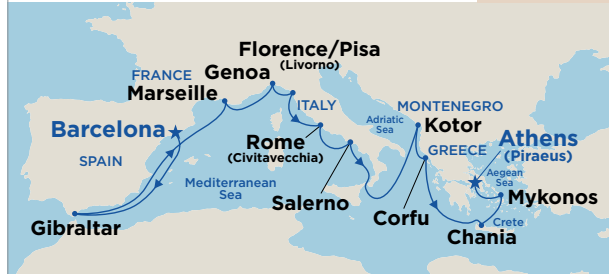 Florence/Pisa
(Livorno)
FRANCE
Genoa
Marseille
ITALY
MONTENEGRO
Barcelona
Adriatic
Sea
Kotor
Rome
(Civitavecchia)
GREECE
Athens
(Piraeus)
SPAIN
Aegean
Sea
Mediterranean
Sea
Salerno
Mykonos
Corfu
Gibraltar
Crete
Chania